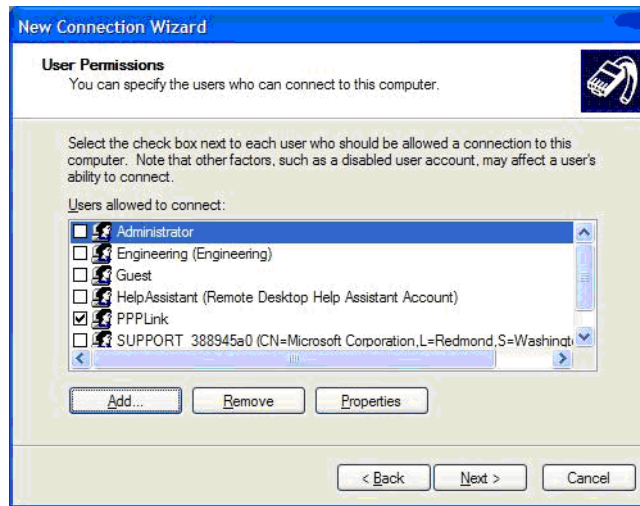 New Connection Wizard
User Permissions
You can specify the users who can connect to this computer.
Select the check box next to each user who should be allowed a connection to this
computer. Note that other factors, such as a disabled user account, may affect a user's
ability to connect.
Users allowed to connect:
Administrator
Engineering (Engineering)
Guest
HelpAssistant (Remote Desktop Help Assistant Account)
PPPLink
SUPPORT_388945a0 (CN=Microsoft Corporation,L=Redmond,S=Washingt
Add...
Remove
Properties
< Back
Next >
Cancel